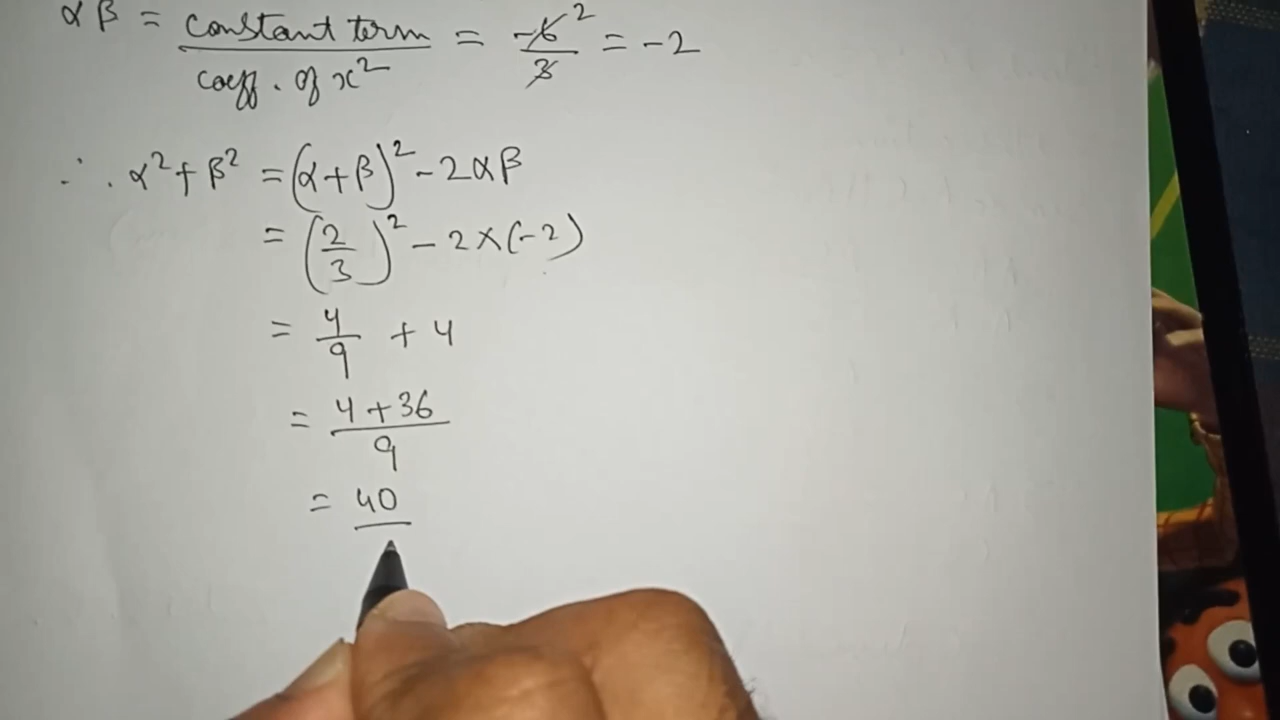 αβ = constant term / coeff. of x² = -6 2 / 3 = -2
∴ α² + β² = (α+β)² - 2αβ
= (2/3)² - 2×(-2)
= 4/9 + 4
= 4+36 / 9
= 40